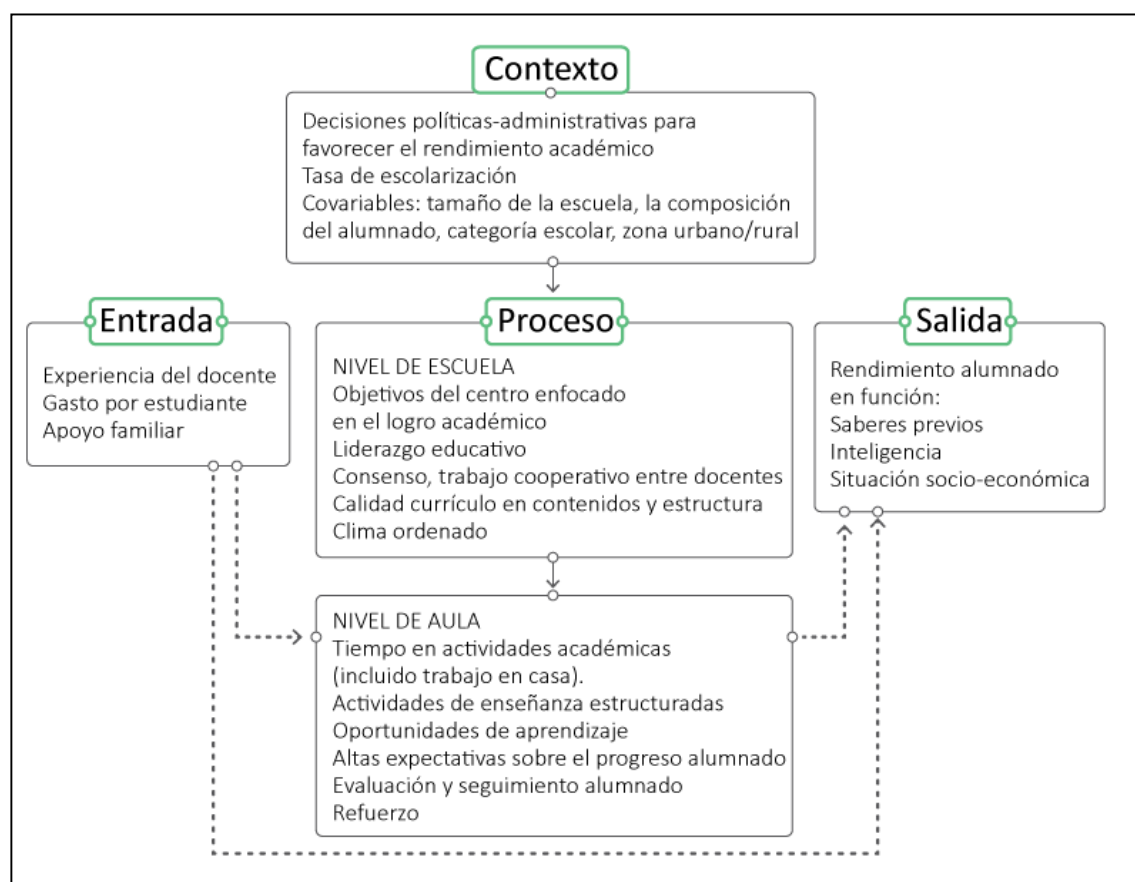 Contexto
Decisiones políticas-administrativas para
favorecer el rendimiento académico
Tasa de escolarización
Covariables: tamaño de la escuela, la composición
del alumnado, categoría escolar, zona urbano/rural
Entrada
Experiencia del docente
Gasto por estudiante
Apoyo familiar
Proceso
NIVEL DE ESCUELA
Objetivos del centro enfocado
en el logro académico
Liderazgo educativo
Consenso, trabajo cooperativo entre docentes
Calidad currículo en contenidos y estructura
Clima ordenado
NIVEL DE AULA
Tiempo en actividades académicas
(incluido trabajo en casa).
Actividades de enseñanza estructuradas
Oportunidades de aprendizaje
Altas expectativas sobre el progreso alumnado
Evaluación y seguimiento alumnado
Refuerzo
Salida
Rendimiento alumnado
en función:
Saberes previos
Inteligencia
Situación socio-económica